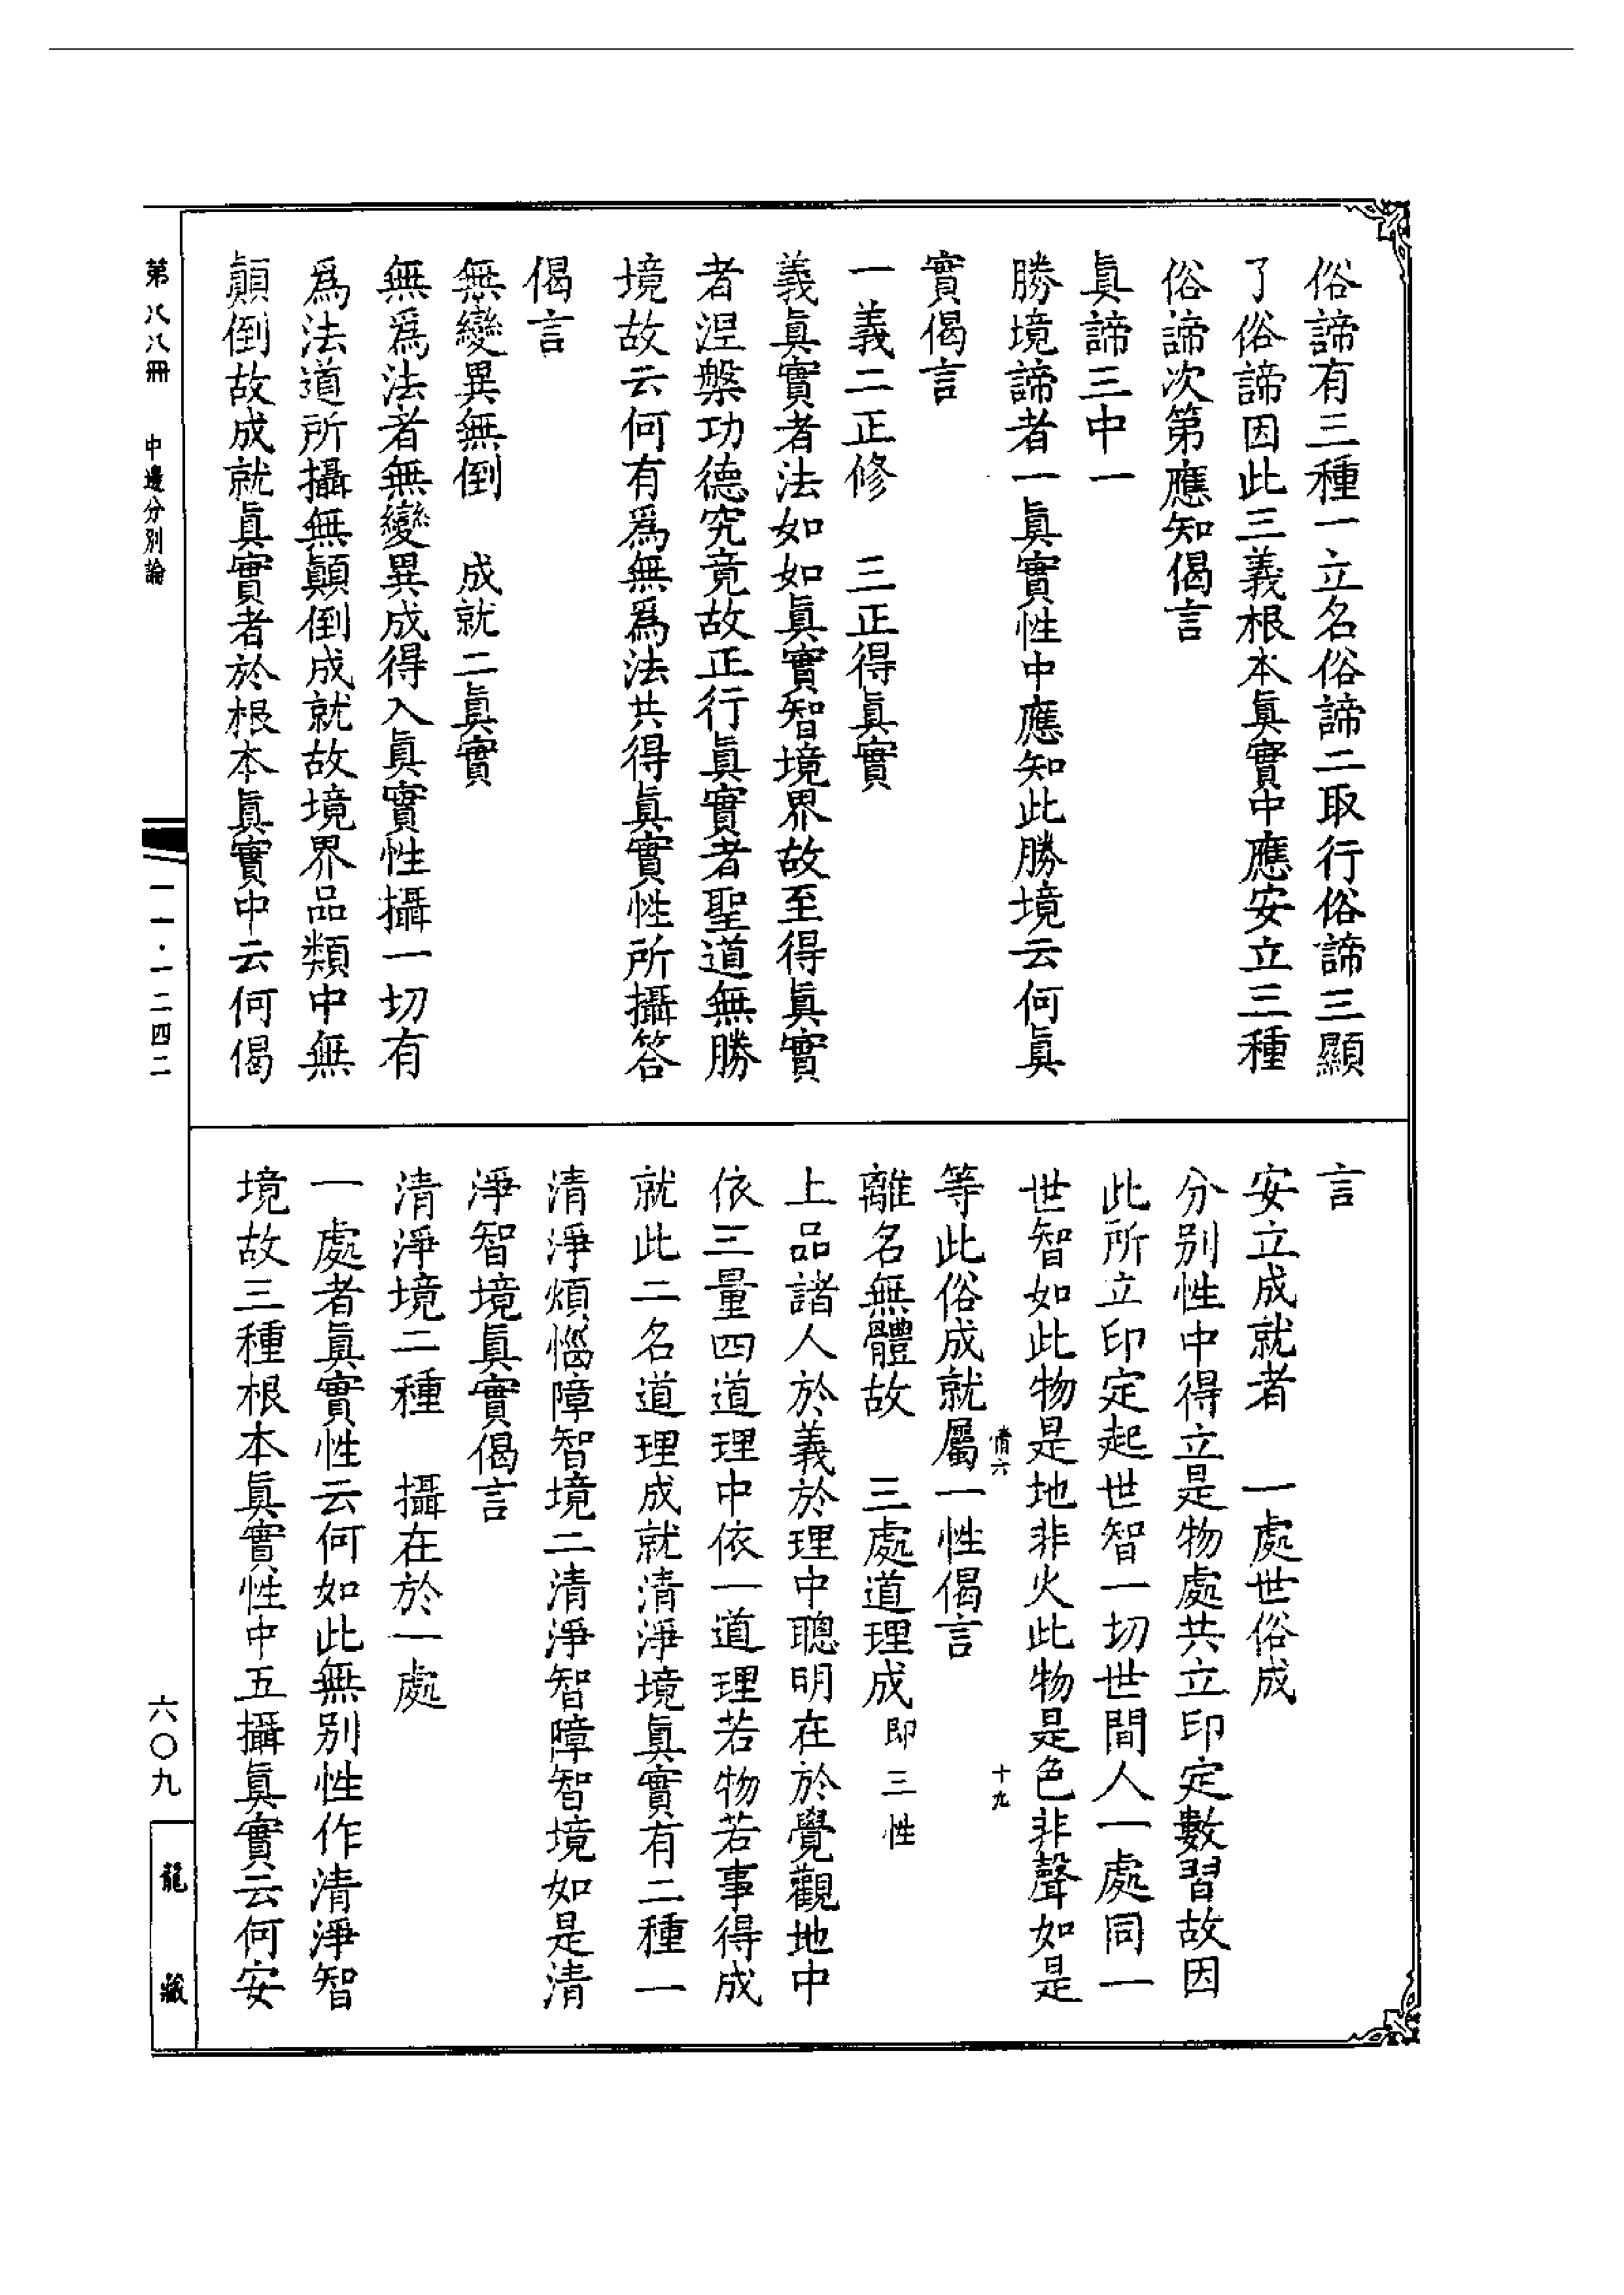 俗諦有三種一立名俗諦二取行俗諦三顯
了俗諦因此三義根本眞實中應安立三種
俗諦次第應知偈言
眞諦三中一
勝境諦者一眞實性中應知此勝境云何眞
實偈言
一義二正修　三正得眞實
義眞實者法如如眞實智境界故至得眞實
者涅槃功德究竟故正行眞實者聖道無勝
境故云何有爲無爲法共得眞實性所攝答
偈言
無變異無倒　成就二眞實
無爲法者無變異成得入眞實性攝一切有
爲法道所攝無顛倒成就故境界品類中無
顛倒故成就眞實者於根本眞實中云何偈
言
安立成就者　一處世俗成
分別性中得立是物處共立印定數習故因
此所立印定起世智一切世間人一處同一
世智如此物是地非火此物是色非聲如是
備六　十九
等此俗成就屬一性偈言
離名無體故　三處道理成即三性
上品諸人於義於理中聰明在於覺觀地中
依三量四道理中依一道理若物若事得成
就此二名道理成就清淨境眞實有二種一
清淨煩惱障智境二清淨智障智境如是清
淨智境眞實偈言
清淨境二種　攝在於一處
一處者眞實性云何如此無別性作清淨智
境故三種根本眞實性中五攝眞實云何安
第八八冊　中邊分別論
一一·一二四二
六〇九
龍藏